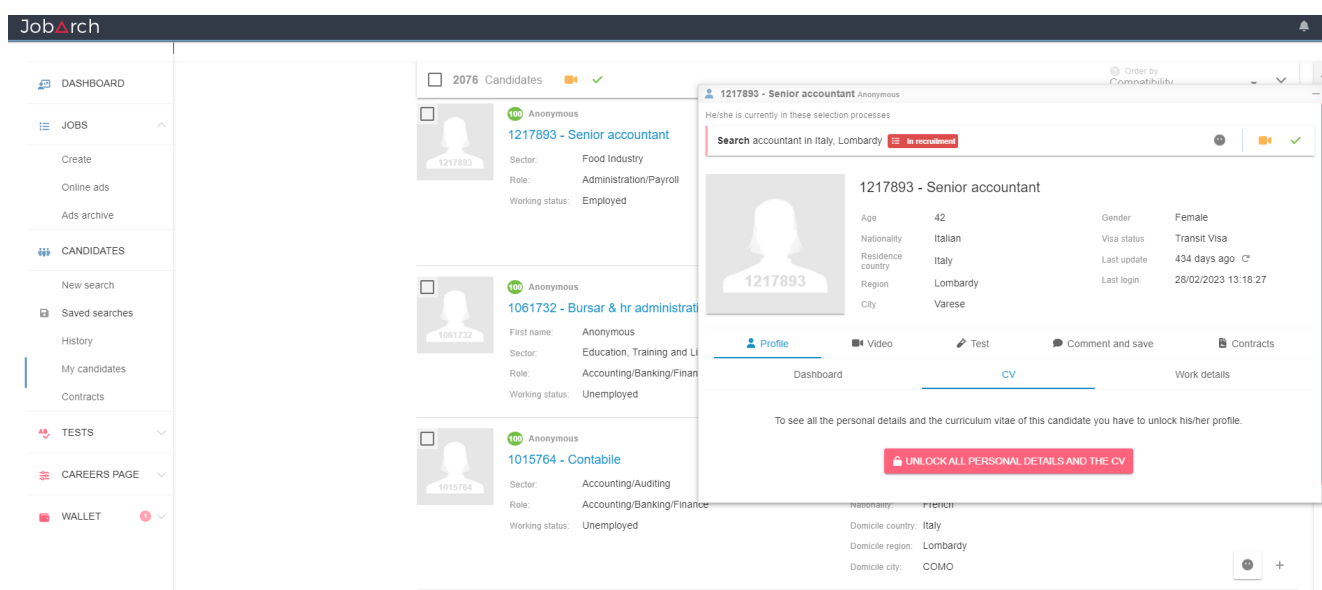 Job▲rch
DASHBOARD
JOBS
Create
Online ads
Ads archive
CANDIDATES
New search
Saved searches
History
My candidates
Contracts
TESTS
CAREERS PAGE
WALLET 1
2076 Candidates
Order by
Compatibility
100 Anonymous
1217893 - Senior accountant
1217893
Sector: Food Industry
Role: Administration/Payroll
Working status: Employed
100 Anonymous
1061732 - Bursar & hr administrati
1061732
First name: Anonymous
Sector: Education, Training and Li
Role: Accounting/Banking/Finan
Working status: Unemployed
100 Anonymous
1015764 - Contabile
1015764
Sector: Accounting/Auditing
Role: Accounting/Banking/Finance
Working status: Unemployed
Nationality: French
Domicile country: Italy
Domicile region: Lombardy
Domicile city: COMO
1217893 - Senior accountant Anonymous
He/she is currently in these selection processes
Search accountant in Italy, Lombardy In recruitment
1217893
1217893 - Senior accountant
Age 42
Nationality Italian
Residence country Italy
Region Lombardy
City Varese
Gender Female
Visa status Transit Visa
Last update 434 days ago
Last login 28/02/2023 13:18:27
Profile Video Test Comment and save Contracts
Dashboard CV Work details
To see all the personal details and the curriculum vitae of this candidate you have to unlock his/her profile.
UNLOCK ALL PERSONAL DETAILS AND THE CV